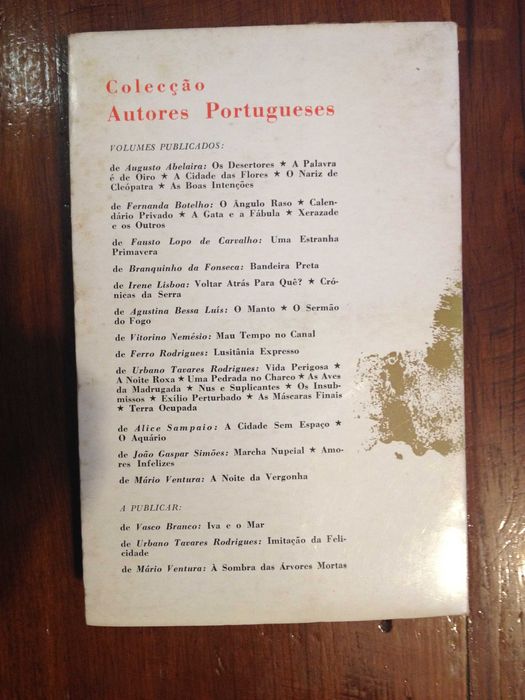 Colecção
Autores Portugueses
VOLUMES PUBLICADOS:
de Augusto Abelaira: Os Desertores ★ A Palavra
é de Oiro ★ A Cidade das Flores ★ O Nariz de
Cleópatra ★ As Boas Intenções
de Fernanda Botelho: O Ângulo Raso ★ Calen-
dário Privado ★ A Gata e a Fábula ★ Xerazade
e os Outros
de Fausto Lopo de Carvalho: Uma Estranha
Primavera
de Branquinho da Fonseca: Bandeira Preta
de Irene Lisboa: Voltar Atrás Para Quê? ★ Cró-
nicas da Serra
de Agustina Bessa Luís: O Manto ★ O Sermão
do Fogo
de Vitorino Nemésio: Mau Tempo no Canal
de Ferro Rodrigues: Lusitânia Expresso
de Urbano Tavares Rodrigues: Vida Perigosa ★
A Noite Roxa ★ Uma Pedrada no Charco ★ As Aves
da Madrugada ★ Nus e Suplicantes ★ Os Insub-
missos ★ Exílio Perturbado ★ As Máscaras Finais
★ Terra Ocupada
de Alice Sampaio: A Cidade Sem Espaço ★
O Aquário
de João Gaspar Simões: Marcha Nupcial ★ Amo-
res Infelizes
de Mário Ventura: A Noite da Vergonha
A PUBLICAR:
de Vasco Branco: Iva e o Mar
de Urbano Tavares Rodrigues: Imitação da Feli-
cidade
de Mário Ventura: À Sombra das Árvores Mortas